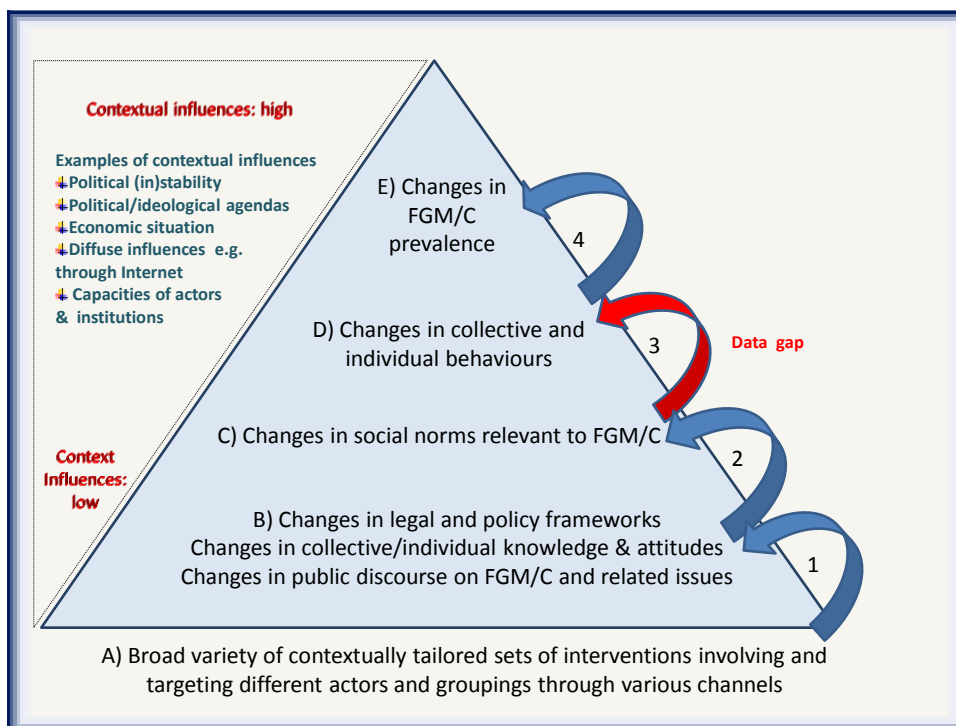 Contextual influences: high
Examples of contextual influences
Political (in)stability
Political/ideological agendas
Economic situation
Diffuse influences e.g.
through Internet
Capacities of actors
& institutions
Context
Influences:
low
E) Changes in
FGM/C
prevalence
4
D) Changes in collective and
individual behaviours
3
Data gap
C) Changes in social norms relevant to FGM/C
2
B) Changes in legal and policy frameworks
Changes in collective/individual knowledge & attitudes
Changes in public discourse on FGM/C and related issues
1
A) Broad variety of contextually tailored sets of interventions involving and
targeting different actors and groupings through various channels